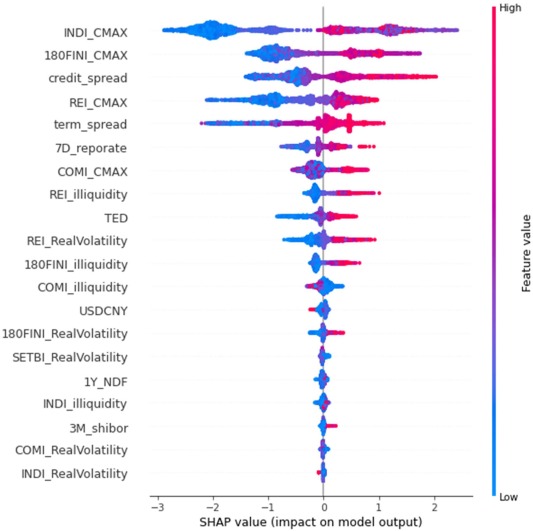 High
INDI_CMAX
180FINI_CMAX
credit_spread
REI_CMAX
term_spread
7D_reporate
COMI_CMAX
REI_illiquidity
TED
REI_RealVolatility
180FINI_illiquidity
COMI_illiquidity
USDCNY
180FINI_RealVolatility
SETBI_RealVolatility
1Y_NDF
INDI_illiquidity
3M_shibor
COMI_RealVolatility
INDI_RealVolatility
Feature value
Low
−3 −2 −1 0 1 2
SHAP value (impact on model output)